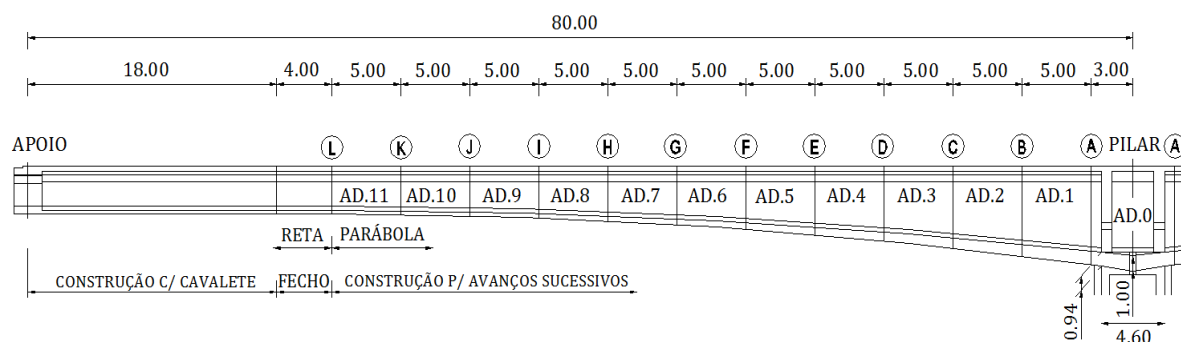 80.00
18.00 4.00 5.00 5.00 5.00 5.00 5.00 5.00 5.00 5.00 5.00 5.00 5.00 3.00
APOIO L K J I H G F E D C B A PILAR A
AD.11 AD.10 AD.9 AD.8 AD.7 AD.6 AD.5 AD.4 AD.3 AD.2 AD.1
AD.0
RETA PARÁBOLA
CONSTRUÇÃO C/ CAVALETE FECHO CONSTRUÇÃO P/ AVANÇOS SUCESSIVOS
0.94
1.00
4.60